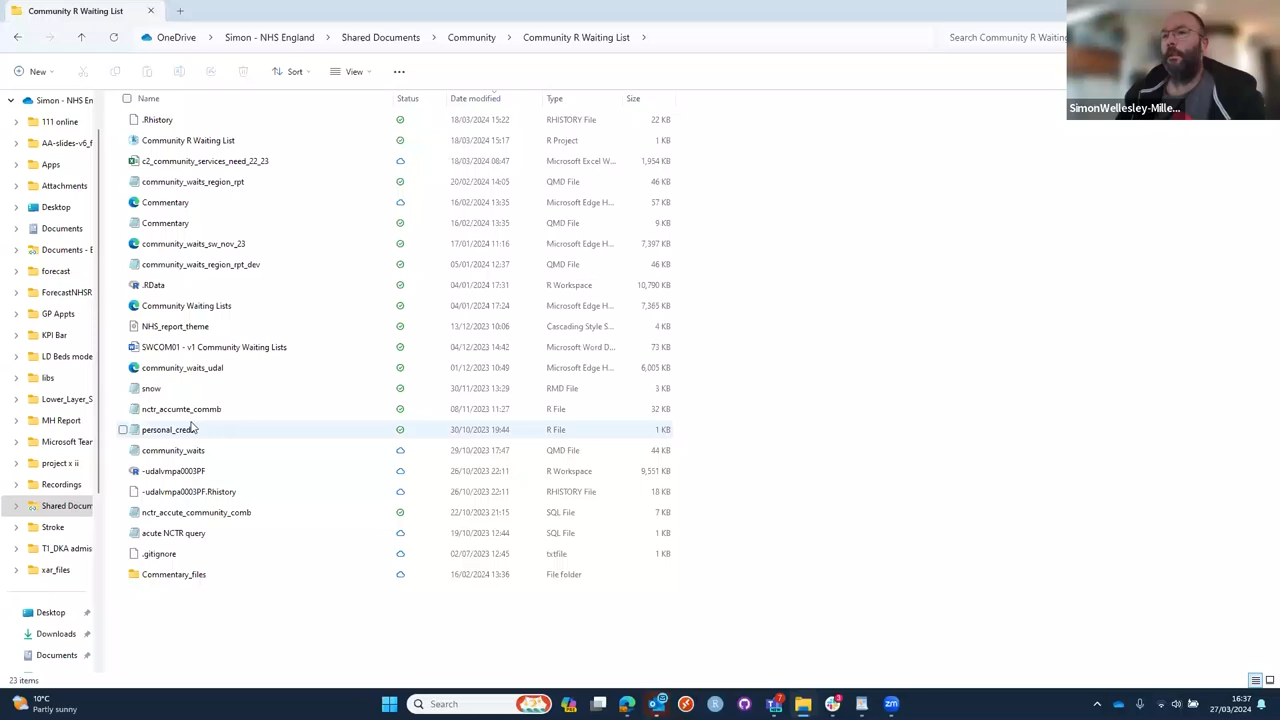 Community R Waiting List
OneDrive > Simon - NHS England > Shared Documents > Community > Community R Waiting List >
Search Community R Waiting
New
Sort
View
SimonWellesley-Mille...
Name Status Date modified Type Size
.Rhistory 18/03/2024 15:22 RHISTORY File 22 KB
Community R Waiting List 18/03/2024 15:17 R Project 1 KB
c2_community_services_need_22_23 18/03/2024 08:47 Microsoft Excel W... 1,954 KB
community_waits_region_rpt 20/02/2024 14:05 QMD File 46 KB
Commentary 16/02/2024 13:35 Microsoft Edge H... 57 KB
Commentary 16/02/2024 13:35 QMD File 9 KB
community_waits_sw_nov_23 17/01/2024 11:16 Microsoft Edge H... 7,397 KB
community_waits_region_rpt_dev 05/01/2024 12:37 QMD File 46 KB
.RData 04/01/2024 17:31 R Workspace 10,790 KB
Community Waiting Lists 04/01/2024 17:24 Microsoft Edge H... 7,365 KB
NHS_report_theme 13/12/2023 10:06 Cascading Style S... 4 KB
SWCOM01 - v1 Community Waiting Lists 04/12/2023 14:42 Microsoft Word D... 73 KB
community_waits_udal 01/12/2023 10:49 Microsoft Edge H... 6,005 KB
snow 30/11/2023 13:29 RMD File 3 KB
nctr_accumte_commb 08/11/2023 11:27 R File 32 KB
personal_creds 30/10/2023 19:44 R File 1 KB
community_waits 29/10/2023 17:47 QMD File 44 KB
-udalvmpa0003PF 26/10/2023 22:11 R Workspace 9,551 KB
-udalvmpa0003PF.Rhistory 26/10/2023 22:11 RHISTORY File 18 KB
nctr_accute_community_comb 22/10/2023 21:15 SQL File 7 KB
acute NCTR query 19/10/2023 12:44 SQL File 1 KB
.gitignore 02/07/2023 12:45 txtfile 1 KB
Commentary_files 16/02/2024 13:36 File folder
Simon - NHS En
111 online
AA-slides-v6_f
Apps
Attachments
Desktop
Documents
Documents - E
forecast
ForecastNHSR
GP Appts
KPI Bar
LD Beds mode
libs
Lower_Layer_S
MH Report
Microsoft Team
project x ii
Recordings
Shared Docum
Stroke
T1_DKA admis
xar_files
Desktop
Downloads
Documents
23 items
10°C
Partly sunny
Search
7
3
zm
16:37
27/03/2024